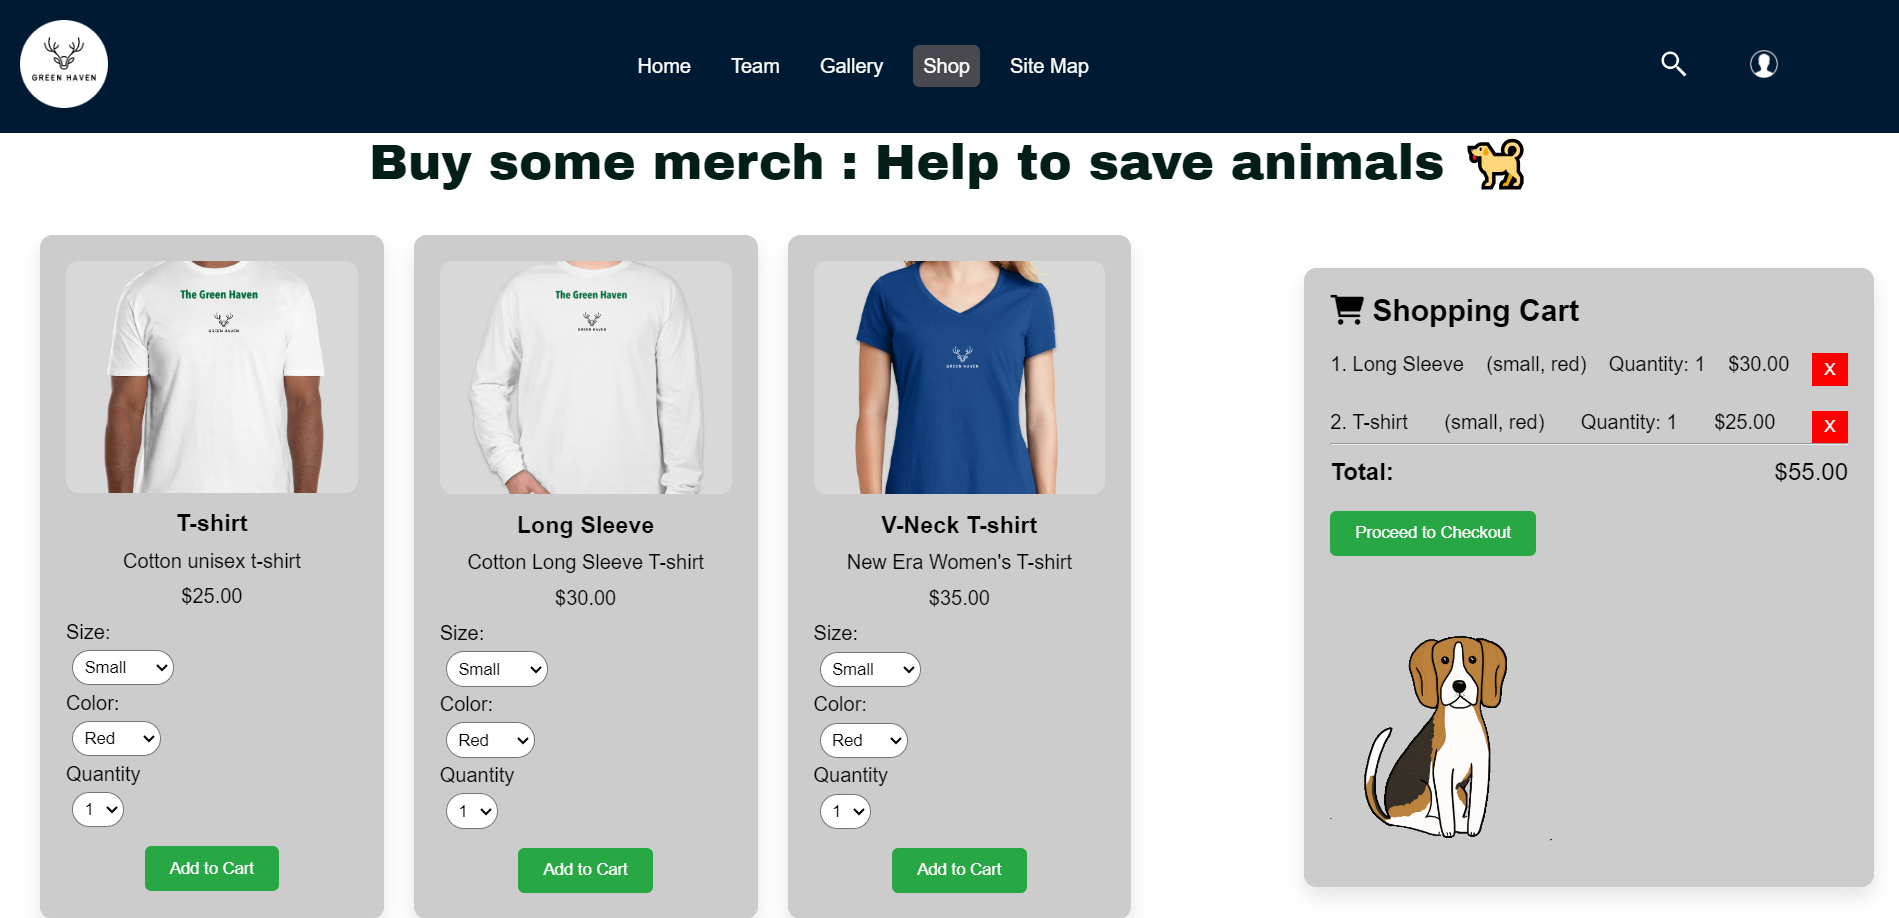 GREEN HAVEN
Home Team Gallery Shop Site Map
Buy some merch : Help to save animals
The Green Haven
GREEN HAVEN
T-shirt
Cotton unisex t-shirt
$25.00
Size:
Small
Color:
Red
Quantity
1
Add to Cart
The Green Haven
GREEN HAVEN
Long Sleeve
Cotton Long Sleeve T-shirt
$30.00
Size:
Small
Color:
Red
Quantity
1
Add to Cart
GREEN HAVEN
V-Neck T-shirt
New Era Women's T-shirt
$35.00
Size:
Small
Color:
Red
Quantity
1
Add to Cart
Shopping Cart
1. Long Sleeve (small, red) Quantity: 1 $30.00 X
2. T-shirt (small, red) Quantity: 1 $25.00 X
Total: $55.00
Proceed to Checkout